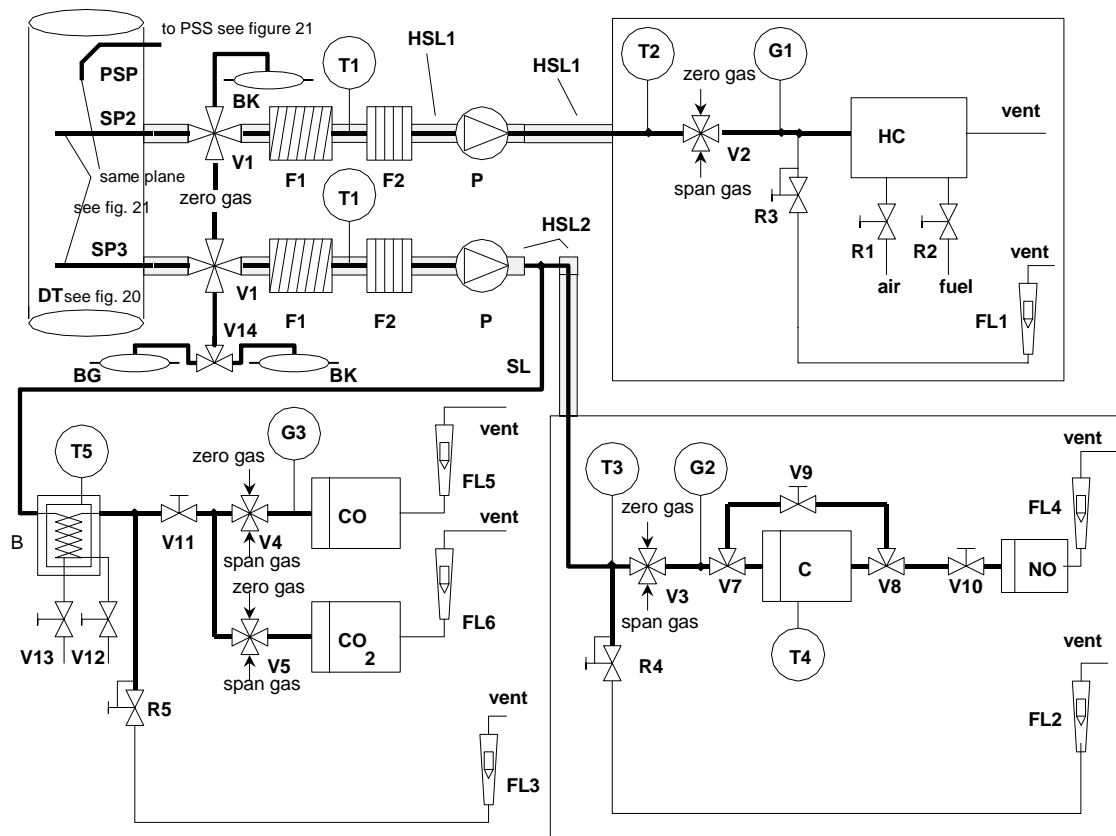 to PSS see figure 21
PSP
HSL1
HSL1
T1
T2
G1
zero gas
BK
SP2
V1
F1
F2
P
V2
span gas
HC
vent
R3
R1
R2
air
fuel
FL1
vent
same plane
see fig. 21
zero gas
T1
HSL2
SP3
V1
F1
F2
P
DT see fig. 20
V14
BG
BK
SL
T5
zero gas
G3
vent
FL5
B
V11
V4
CO
span gas
zero gas
vent
FL6
V13
V12
V5
CO2
span gas
R5
vent
FL3
T3
G2
V9
vent
FL4
zero gas
V3
V7
C
V8
V10
NO
span gas
R4
T4
vent
FL2